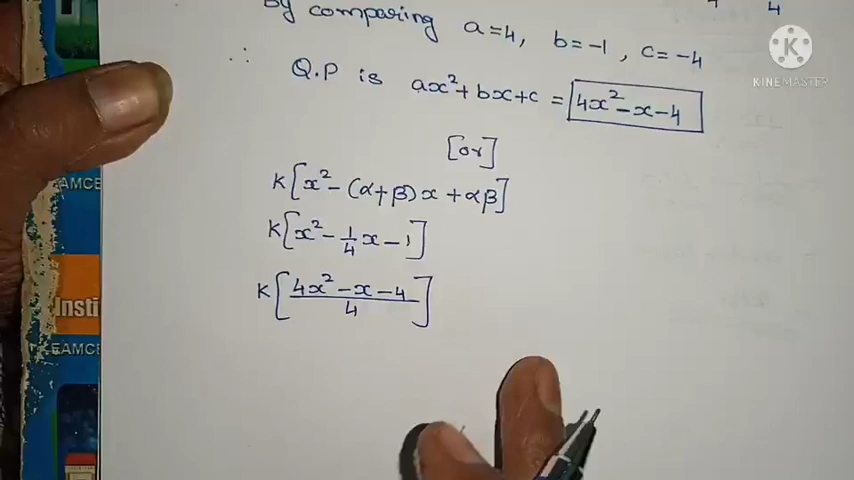 By comparing a=4, b=-1, c=-4
∴ Q.P is ax²+bx+c = 4x²-x-4
[or]
K[x²-(α+β)x+αβ]
K[x²-1/4x-1]
K[4x²-x-4/4]
K
KINEMASTER
AMCE
Insti
EAMCE